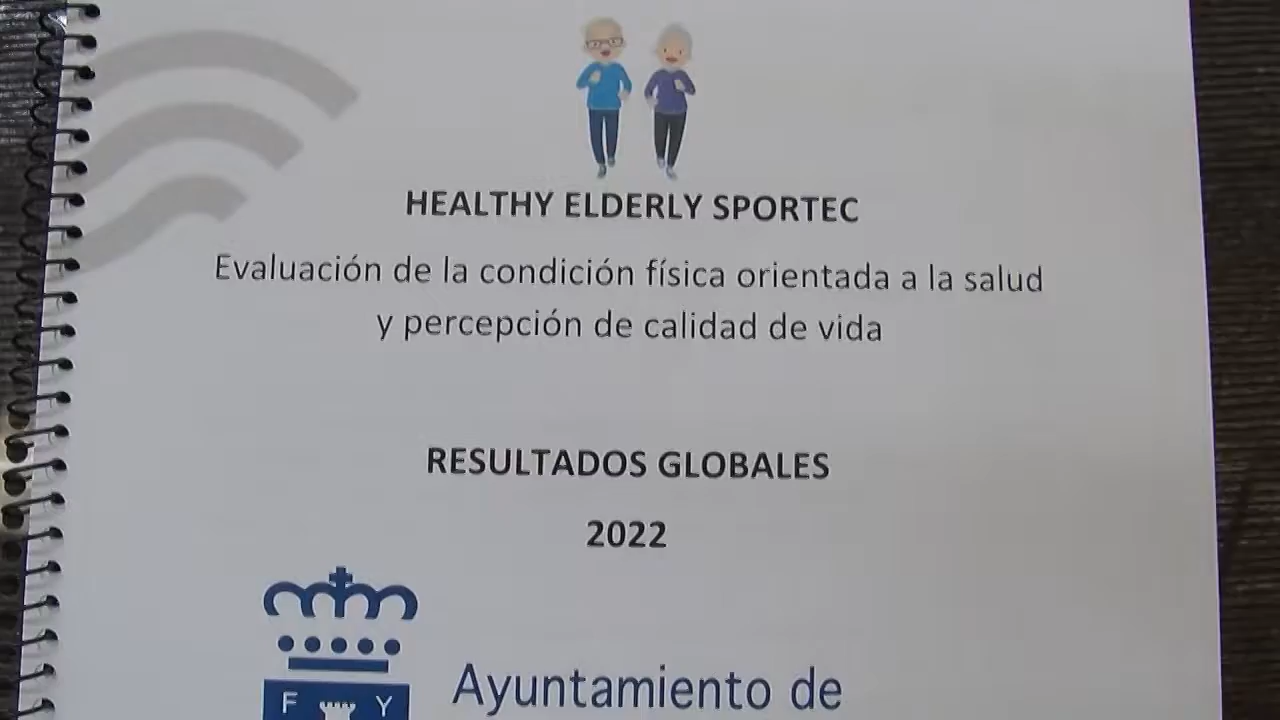 HEALTHY ELDERLY SPORTEC
Evaluación de la condición física orientada a la salud
y percepción de calidad de vida
RESULTADOS GLOBALES
2022
F Y
Ayuntamiento de